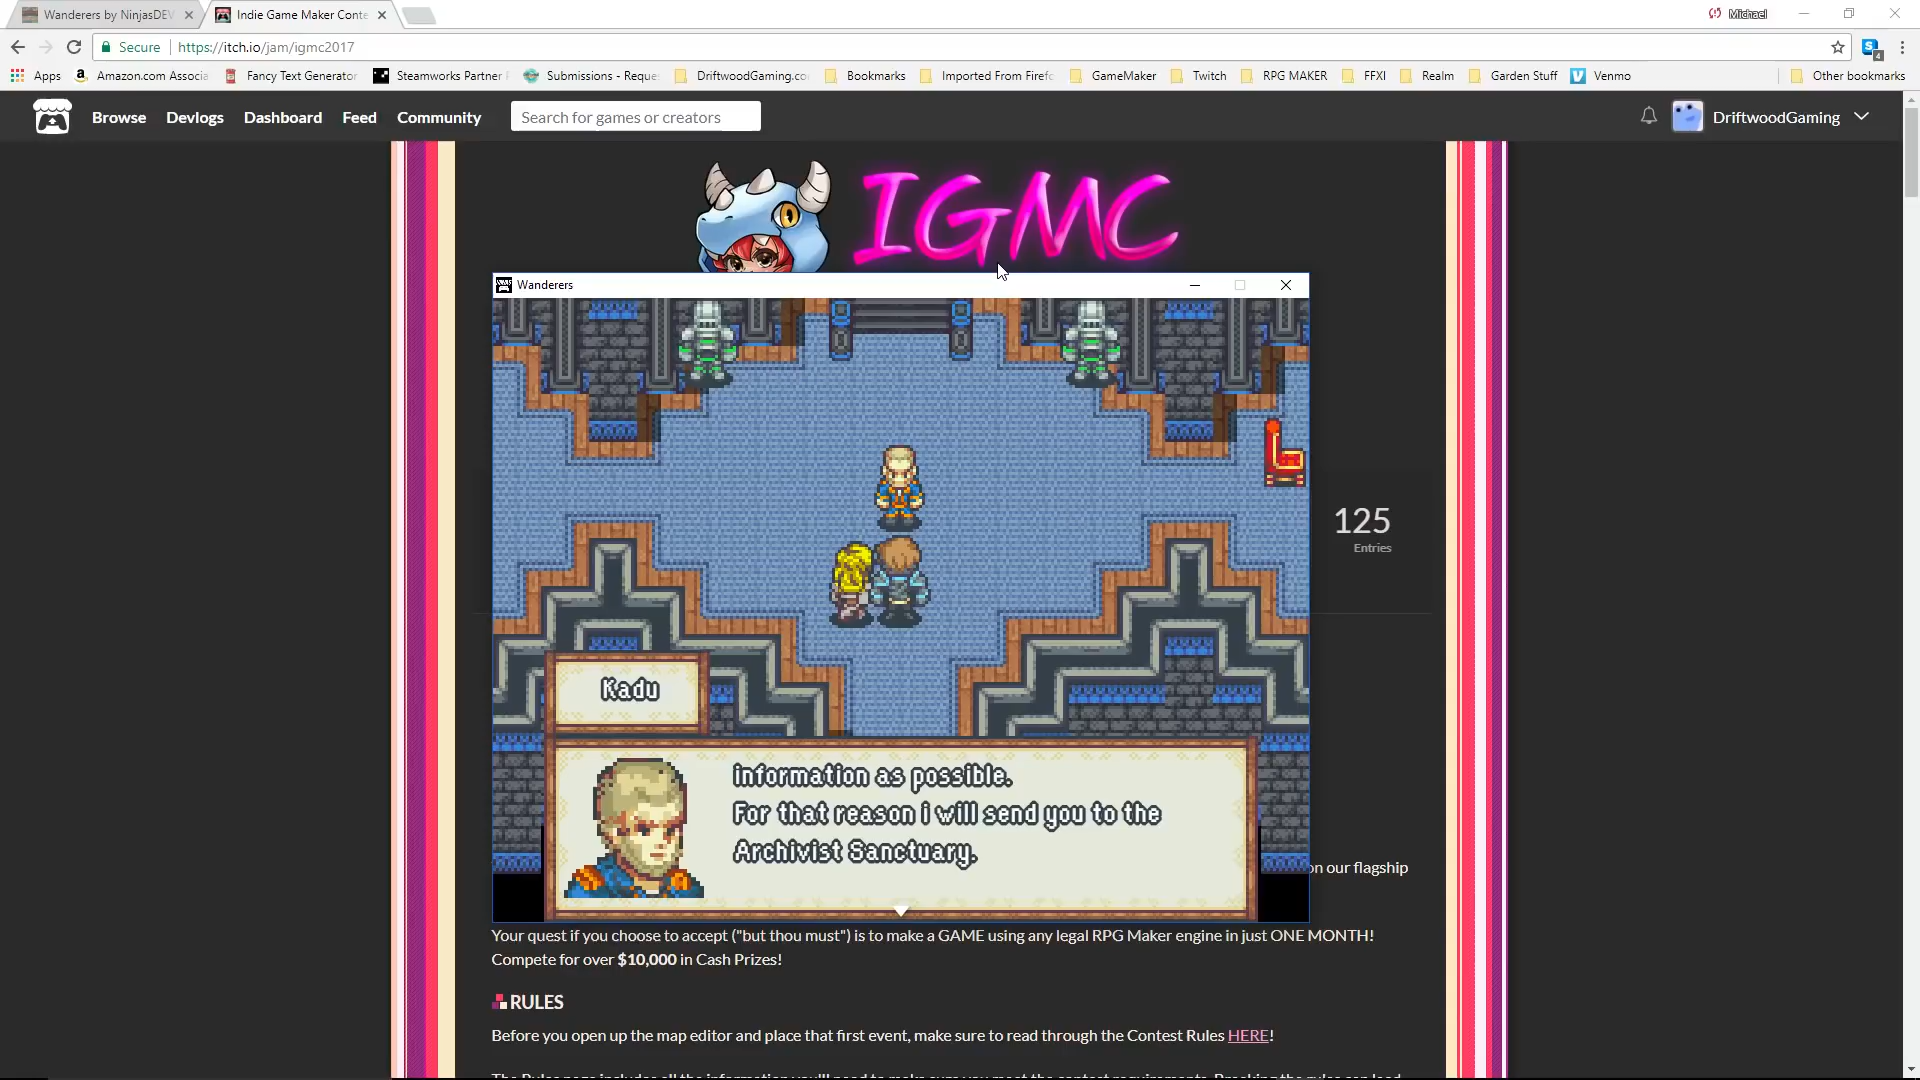 Wanderers by NinjasDEV
Indie Game Maker Conte
Michael
Secure
https://itch.io/jam/igmc2017
4
Apps
Amazon.com Associa
Fancy Text Generator
Steamworks Partner
Submissions - Reque
DriftwoodGaming.co
Bookmarks
Imported From Firef
GameMaker
Twitch
RPG MAKER
FFXI
Realm
Garden Stuff
Venmo
Other bookmarks
Browse
Devlogs
Dashboard
Feed
Community
Search for games or creators
DriftwoodGaming
IGMC
Wanderers
125
Entries
Kadu
information as possible.
For that reason i will send you to the
Archivist Sanctuary.
on our flagship
Your quest if you choose to accept ("but thou must") is to make a GAME using any legal RPG Maker engine in just ONE MONTH!
Compete for over $10,000 in Cash Prizes!
RULES
Before you open up the map editor and place that first event, make sure to read through the Contest Rules HERE!